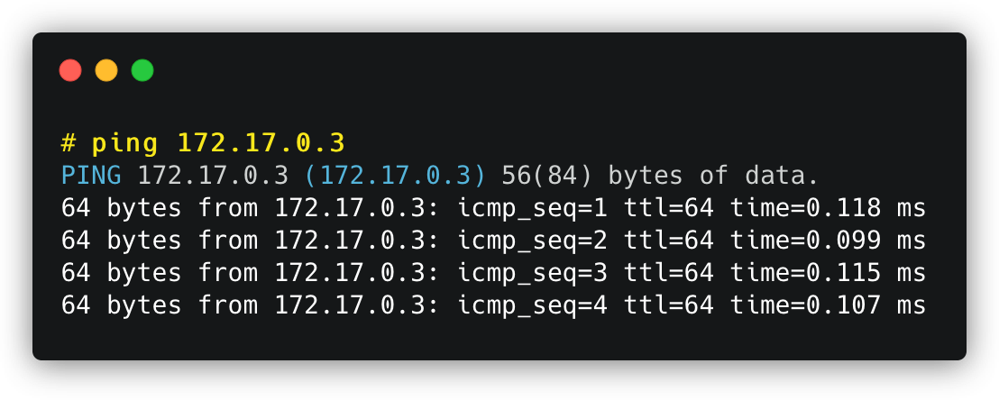 # ping 172.17.0.3
PING 172.17.0.3 (172.17.0.3) 56(84) bytes of data.
64 bytes from 172.17.0.3: icmp_seq=1 ttl=64 time=0.118 ms
64 bytes from 172.17.0.3: icmp_seq=2 ttl=64 time=0.099 ms
64 bytes from 172.17.0.3: icmp_seq=3 ttl=64 time=0.115 ms
64 bytes from 172.17.0.3: icmp_seq=4 ttl=64 time=0.107 ms